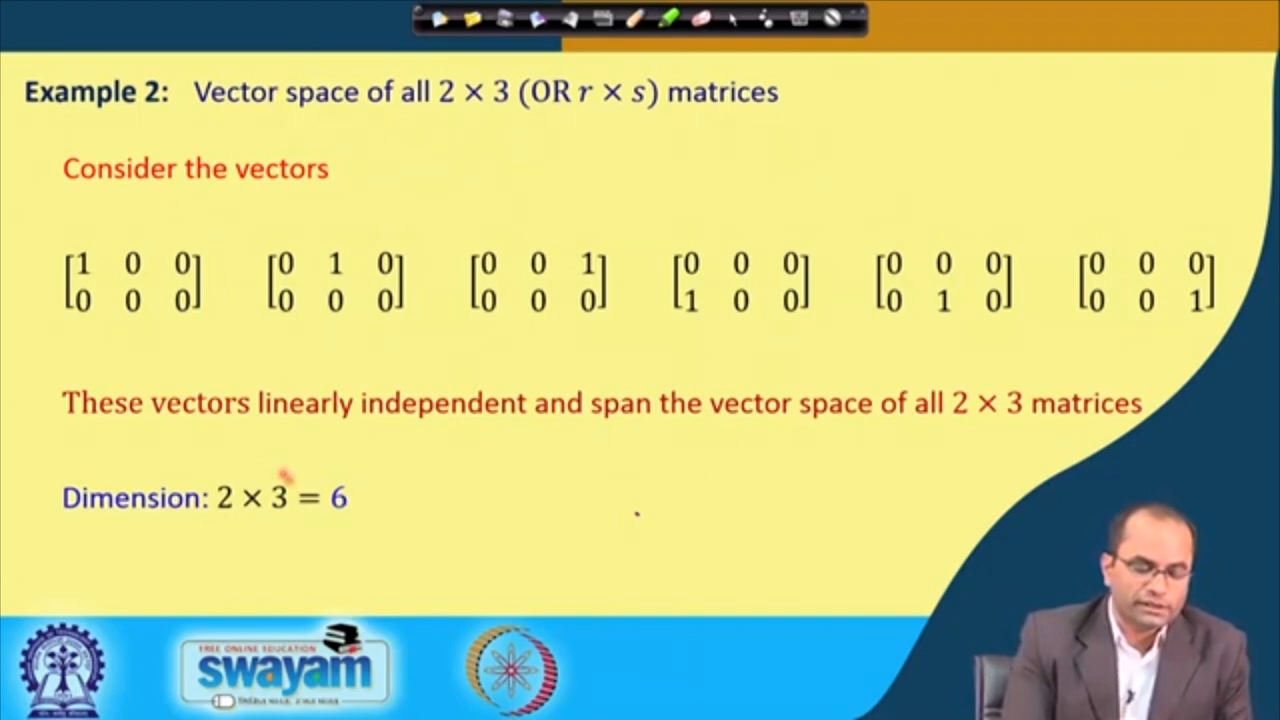 Example 2: Vector space of all 2 × 3 (OR r × s) matrices
Consider the vectors
[1 0 0] [0 1 0] [0 0 1] [0 0 0] [0 0 0] [0 0 0]
[0 0 0] [0 0 0] [0 0 0] [1 0 0] [0 1 0] [0 0 1]
These vectors linearly independent and span the vector space of all 2 × 3 matrices
Dimension: 2 × 3 = 6
FREE ONLINE EDUCATION
swayam